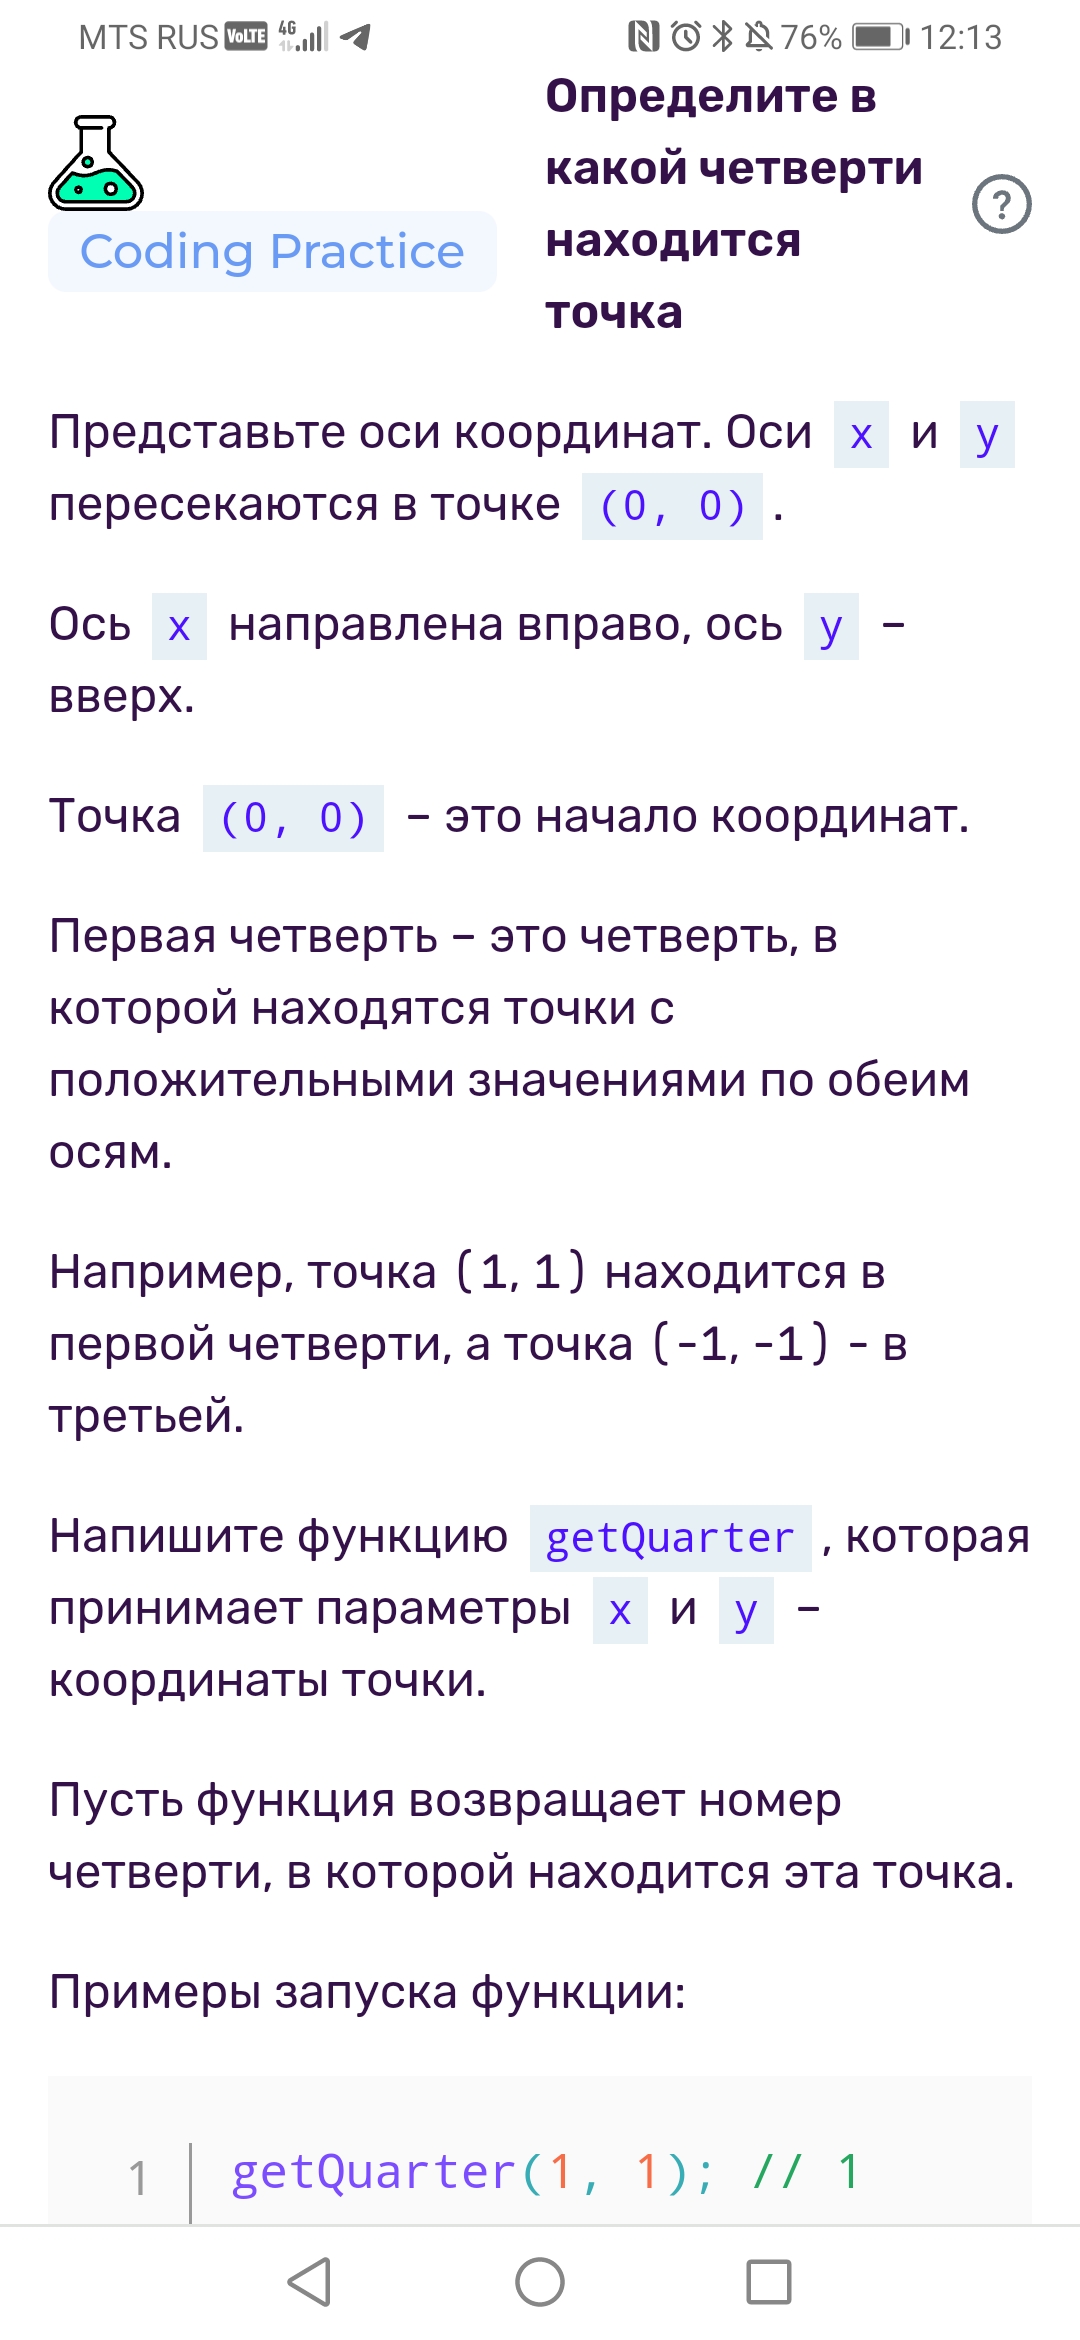 MTS RUS VoLTE 4G 76% 12:13
Coding Practice
Определите в
какой четверти
находится
точка
?
Представьте оси координат. Оси x и y
пересекаются в точке (0, 0).
Ось x направлена вправо, ось y –
вверх.
Точка (0, 0) – это начало координат.
Первая четверть – это четверть, в
которой находятся точки с
положительными значениями по обеим
осям.
Например, точка (1, 1) находится в
первой четверти, а точка (-1, -1) - в
третьей.
Напишите функцию getQuarter, которая
принимает параметры x и y –
координаты точки.
Пусть функция возвращает номер
четверти, в которой находится эта точка.
Примеры запуска функции:
1 getQuarter(1, 1); // 1